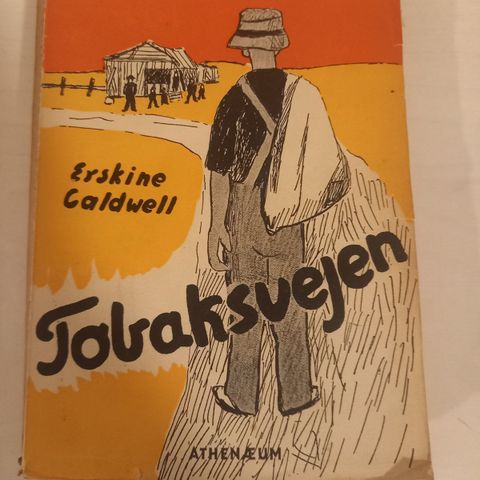 Erskine
Caldwell
Tobaksvejen
ATHENÆUM